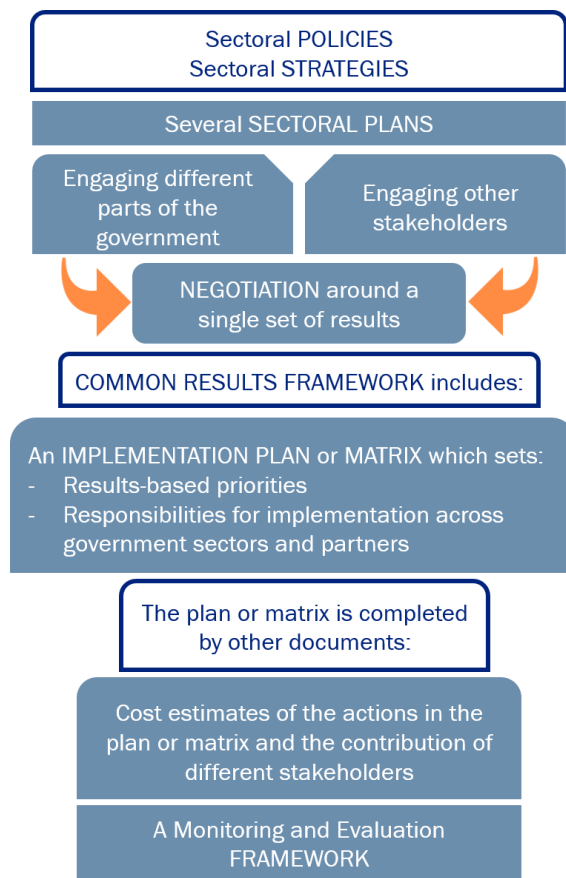 Sectoral POLICIES
Sectoral STRATEGIES
Several SECTORAL PLANS
Engaging different
parts of the
government
Engaging other
stakeholders
NEGOTIATION around a
single set of results
COMMON RESULTS FRAMEWORK includes:
An IMPLEMENTATION PLAN or MATRIX which sets:
- Results-based priorities
- Responsibilities for implementation across
government sectors and partners
The plan or matrix is completed
by other documents:
Cost estimates of the actions in the
plan or matrix and the contribution of
different stakeholders
A Monitoring and Evaluation
FRAMEWORK